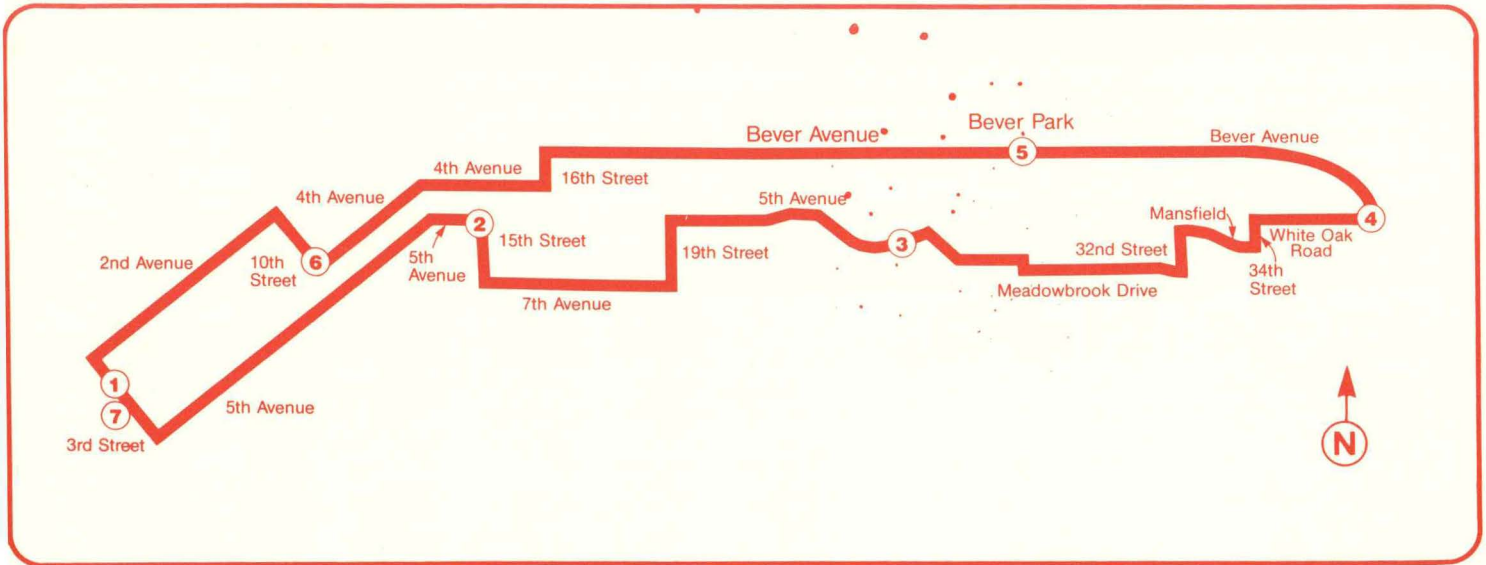 Bever Avenue
Bever Park
5
Bever Avenue
4th Avenue
16th Street
4th Avenue
5th Avenue
2nd Avenue
10th
Street
6
5th
Avenue
2
15th Street
19th Street
3
32nd Street
Mansfield
4
White Oak
Road
34th
Street
7th Avenue
Meadowbrook Drive
1
7
3rd Street
5th Avenue
N